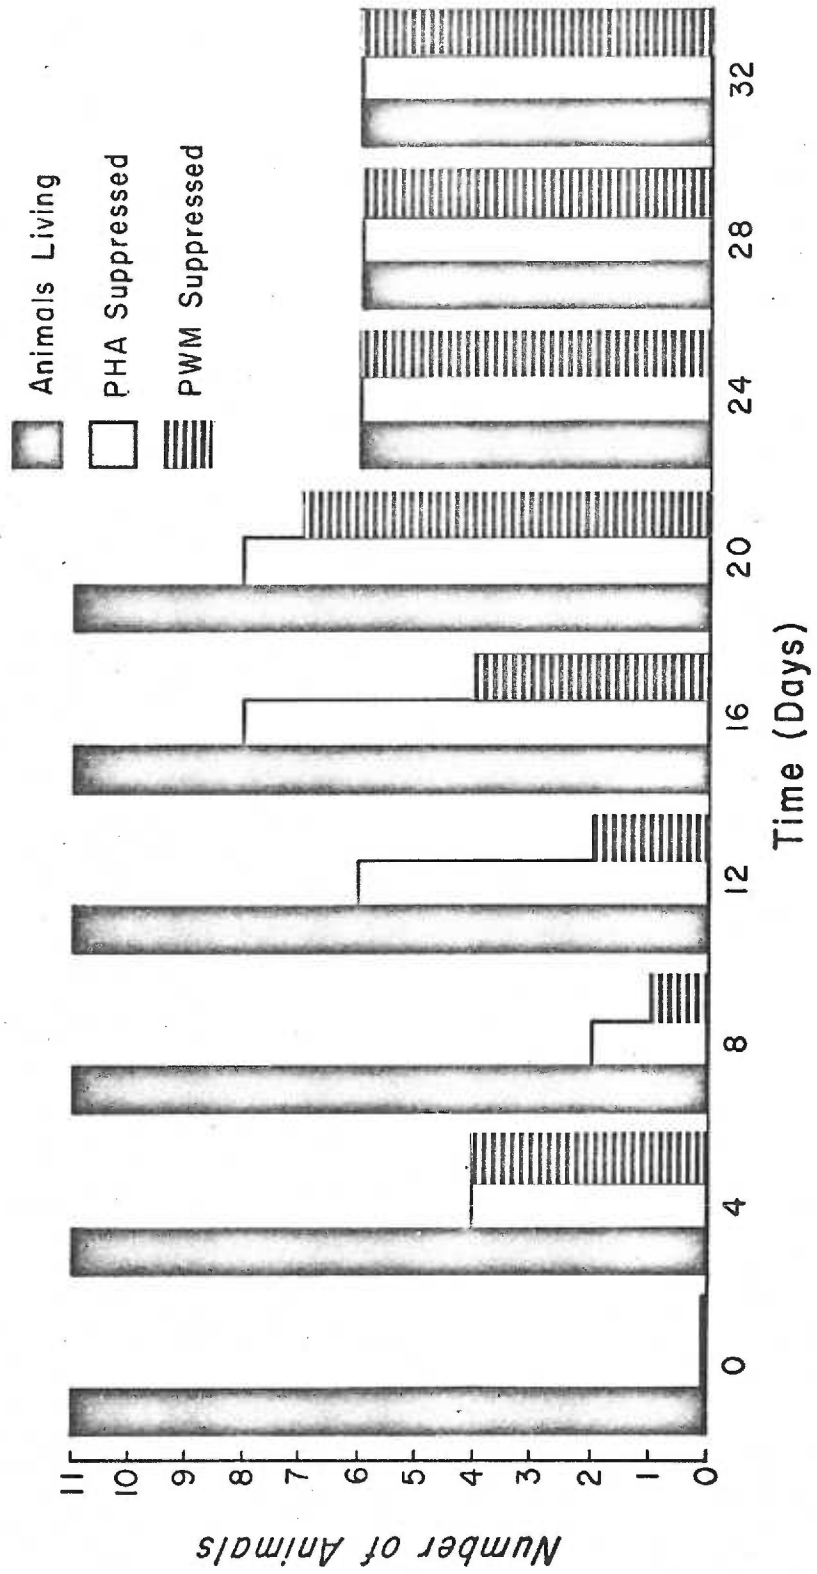 Animals Living
PHA Suppressed
PWM Suppressed
Number of Animals
11
10
9
8
7
6
5
4
3
2
1
0
0 4 8 12 16 20 24 28 32
Time (Days)